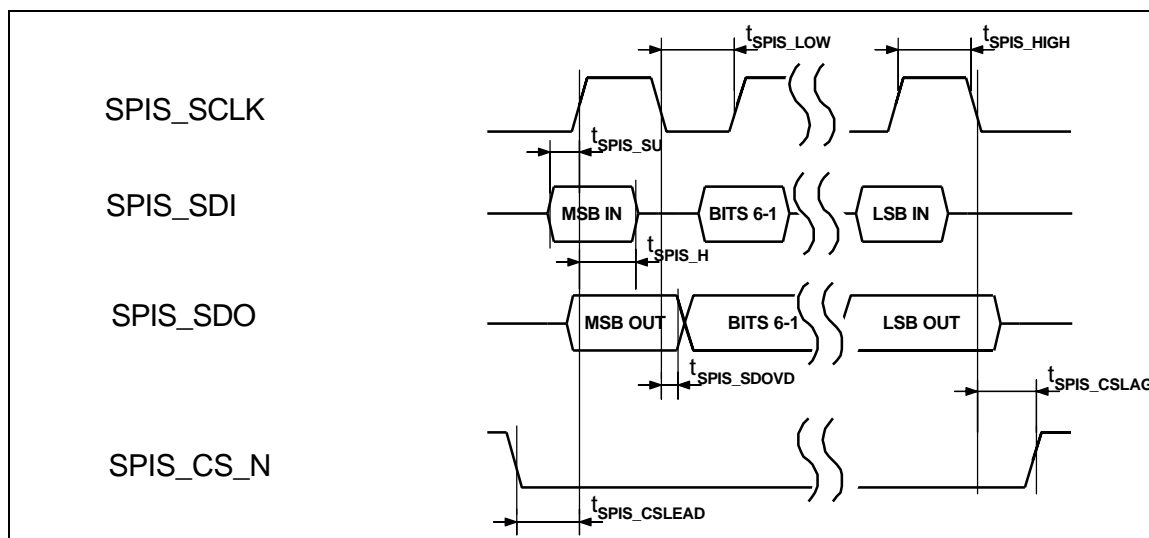 tSPIS_LOW
tSPIS_HIGH
SPIS_SCLK
tSPIS_SU
SPIS_SDI
MSB IN
BITS 6-1
LSB IN
tSPIS_H
SPIS_SDO
MSB OUT
BITS 6-1
LSB OUT
tSPIS_SDOVD
tSPIS_CSLAG
SPIS_CS_N
tSPIS_CSLEAD